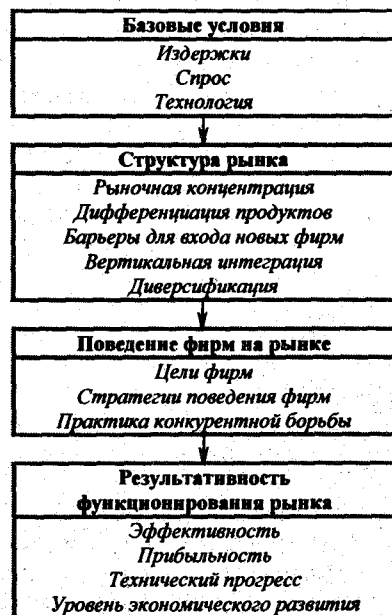 Базовые условия
Издержки
Спрос
Технология
Структура рынка
Рыночная концентрация
Дифференциация продуктов
Барьеры для входа новых фирм
Вертикальная интеграция
Диверсификация
Поведение фирм на рынке
Цели фирм
Стратегии поведения фирм
Практика конкурентной борьбы
Результативность
функционирования рынка
Эффективность
Прибыльность
Технический прогресс
Уровень экономического развития